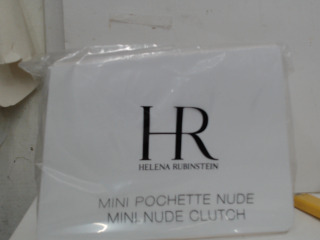 HR
HELENA RUBINSTEIN
MINI POCHETTE NUDE
MINI NUDE CLUTCH